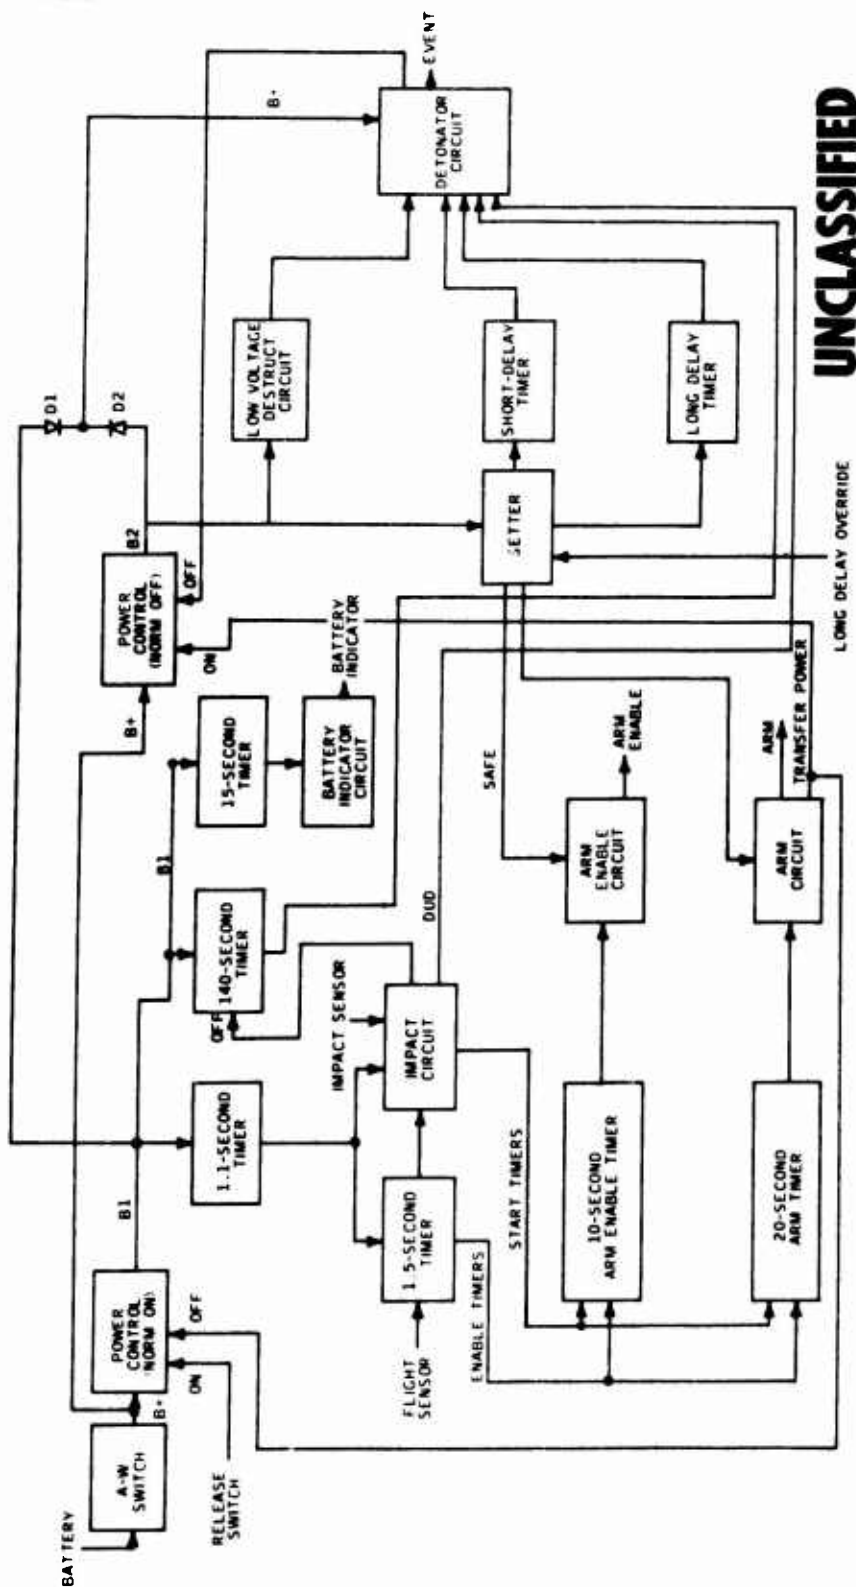 BATTERY
A-W
SWITCH
B+
RELEASE
SWITCH
POWER
CONTROL
(NORM ON)
ON
OFF
B1
FLIGHT
SENSOR
1.1-SECOND
TIMER
1.5-SECOND
TIMER
ENABLE TIMERS
START TIMERS
10-SECOND
ARM ENABLE TIMER
20-SECOND
ARM TIMER
B1
140-SECOND
TIMER
OFF
IMPACT SENSOR
IMPACT
CIRCUIT
DUD
15-SECOND
TIMER
BATTERY
INDICATOR
CIRCUIT
BATTERY
INDICATOR
SAFE
ARM
ENABLE
CIRCUIT
ARM
ENABLE
ARM
CIRCUIT
ARM
TRANSFER POWER
B+
POWER
CONTROL
(NORM OFF)
ON
OFF
B2
D1
D2
LOW VOLTAGE
DESTRUCT
CIRCUIT
SETTER
SHORT-DELAY
TIMER
LONG DELAY
TIMER
LONG DELAY OVERRIDE
B+
DETONATOR
CIRCUIT
EVENT
UNCLASSIFIED